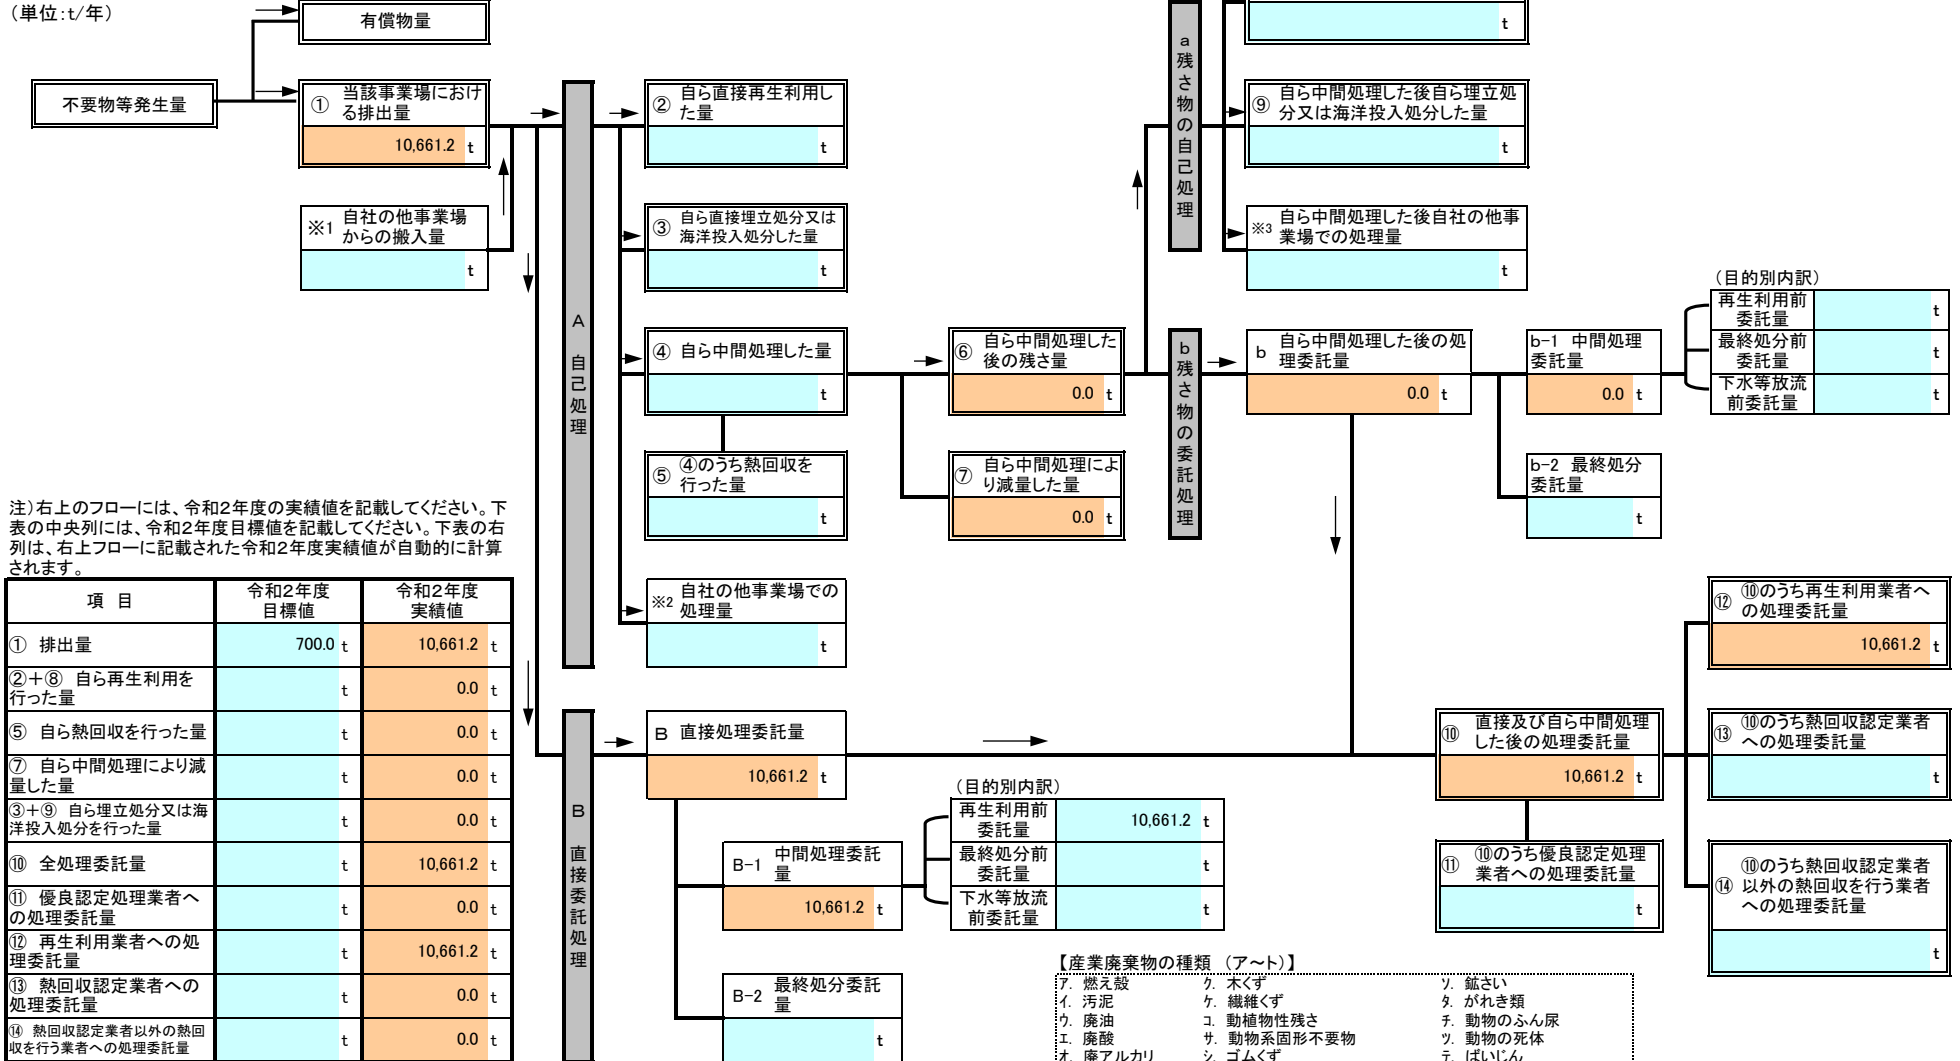 （単位：t/年）
有償物量
不要物等発生量
① 当該事業場におけ
る排出量
10,661.2 t
※1 自社の他事業場
からの搬入量
t
A 自己処理
② 自ら直接再生利用し
た量
t
③ 自ら直接埋立処分又は
海洋投入処分した量
t
④ 自ら中間処理した量
t
⑤ ④のうち熱回収を
行った量
t
※2 自社の他事業場での
処理量
t
⑥ 自ら中間処理した
後の残さ量
0.0 t
⑦ 自ら中間処理によ
り減量した量
0.0 t
a 残さ物の自己処理
t
⑨ 自ら中間処理した後自ら埋立処
分又は海洋投入処分した量
t
※3 自ら中間処理した後自社の他事
業場での処理量
t
b 残さ物の委託処理
b 自ら中間処理した後の処
理委託量
0.0 t
b-1 中間処理
委託量
0.0 t
b-2 最終処分
委託量
t
（目的別内訳）
再生利用前
委託量
t
最終処分前
委託量
t
下水等放流
前委託量
t
注）右上のフローには、令和２年度の実績値を記載してください。下
表の中央列には、令和２年度目標値を記載してください。下表の右
列は、右上フローに記載された令和２年度実績値が自動的に計算
されます。
項 目 令和２年度
目標値 令和２年度
実績値
① 排出量 700.0 t 10,661.2 t
②＋⑧ 自ら再生利用を
行った量 t 0.0 t
⑤ 自ら熱回収を行った量 t 0.0 t
⑦ 自ら中間処理により減
量した量 t 0.0 t
③＋⑨ 自ら埋立処分又は海
洋投入処分を行った量 t 0.0 t
⑩ 全処理委託量 t 10,661.2 t
⑪ 優良認定処理業者へ
の処理委託量 t 0.0 t
⑫ 再生利用業者への処
理委託量 t 10,661.2 t
⑬ 熱回収認定業者への
処理委託量 t 0.0 t
⑭ 熱回収認定業者以外の熱回
収を行う業者への処理委託量 t 0.0 t
B 直接委託処理
B 直接処理委託量
10,661.2 t
B-1 中間処理委託
量
10,661.2 t
B-2 最終処分委託
量
t
（目的別内訳）
再生利用前
委託量
10,661.2 t
最終処分前
委託量
t
下水等放流
前委託量
t
⑩ 直接及び自ら中間処理
した後の処理委託量
10,661.2 t
⑪ ⑩のうち優良認定処理
業者への処理委託量
t
⑫ ⑩のうち再生利用業者へ
の処理委託量
10,661.2 t
⑬ ⑩のうち熱回収認定業者
への処理委託量
t
⑭ ⑩のうち熱回収認定業者
以外の熱回収を行う業者
への処理委託量
t
【産業廃棄物の種類 （ア～ト）】
ア. 燃え殻 ク. 木くず ソ. 鉱さい
イ. 汚泥 ケ. 繊維くず タ. がれき類
ウ. 廃油 コ. 動植物性残さ チ. 動物のふん尿
エ. 廃酸 サ. 動物系固形不要物 ツ. 動物の死体
オ. 廃アルカリ シ. ゴムくず テ. ばいじん